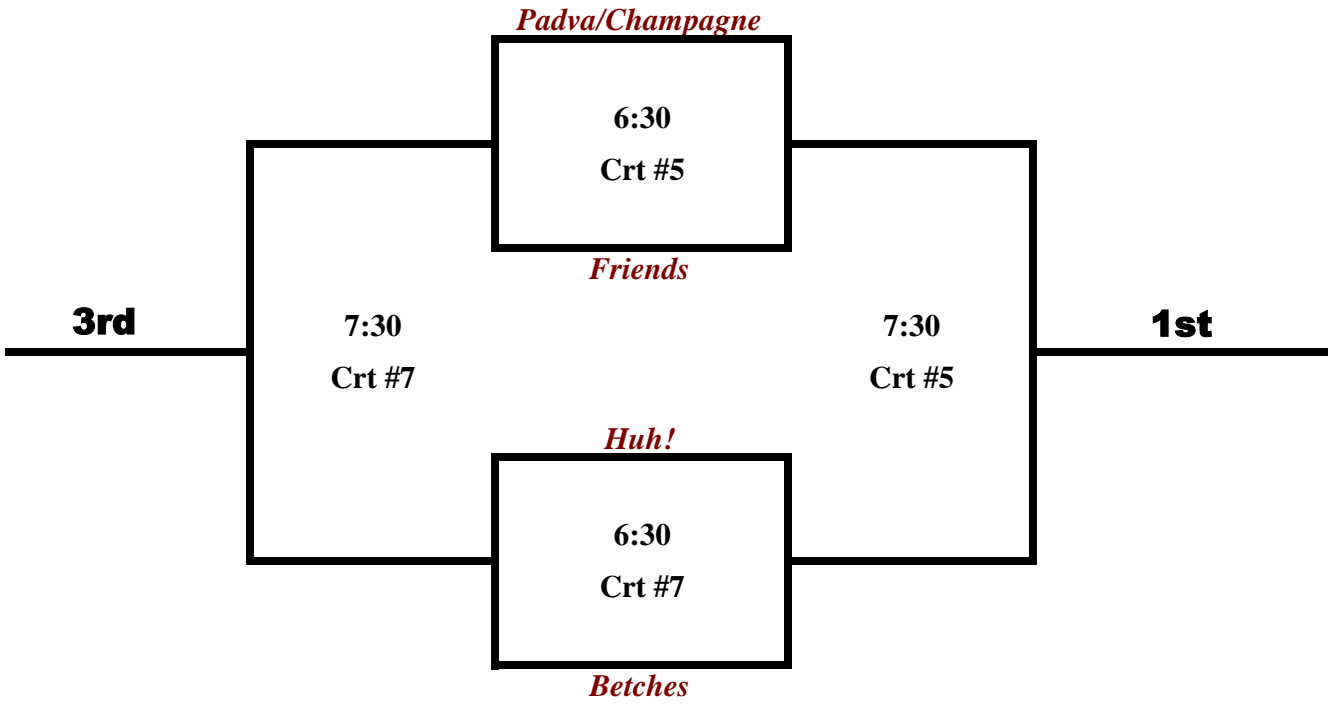 Padva/Champagne
6:30
Crt #5
Friends
3rd
7:30
Crt #7
7:30
Crt #5
1st
Huh!
6:30
Crt #7
Betches